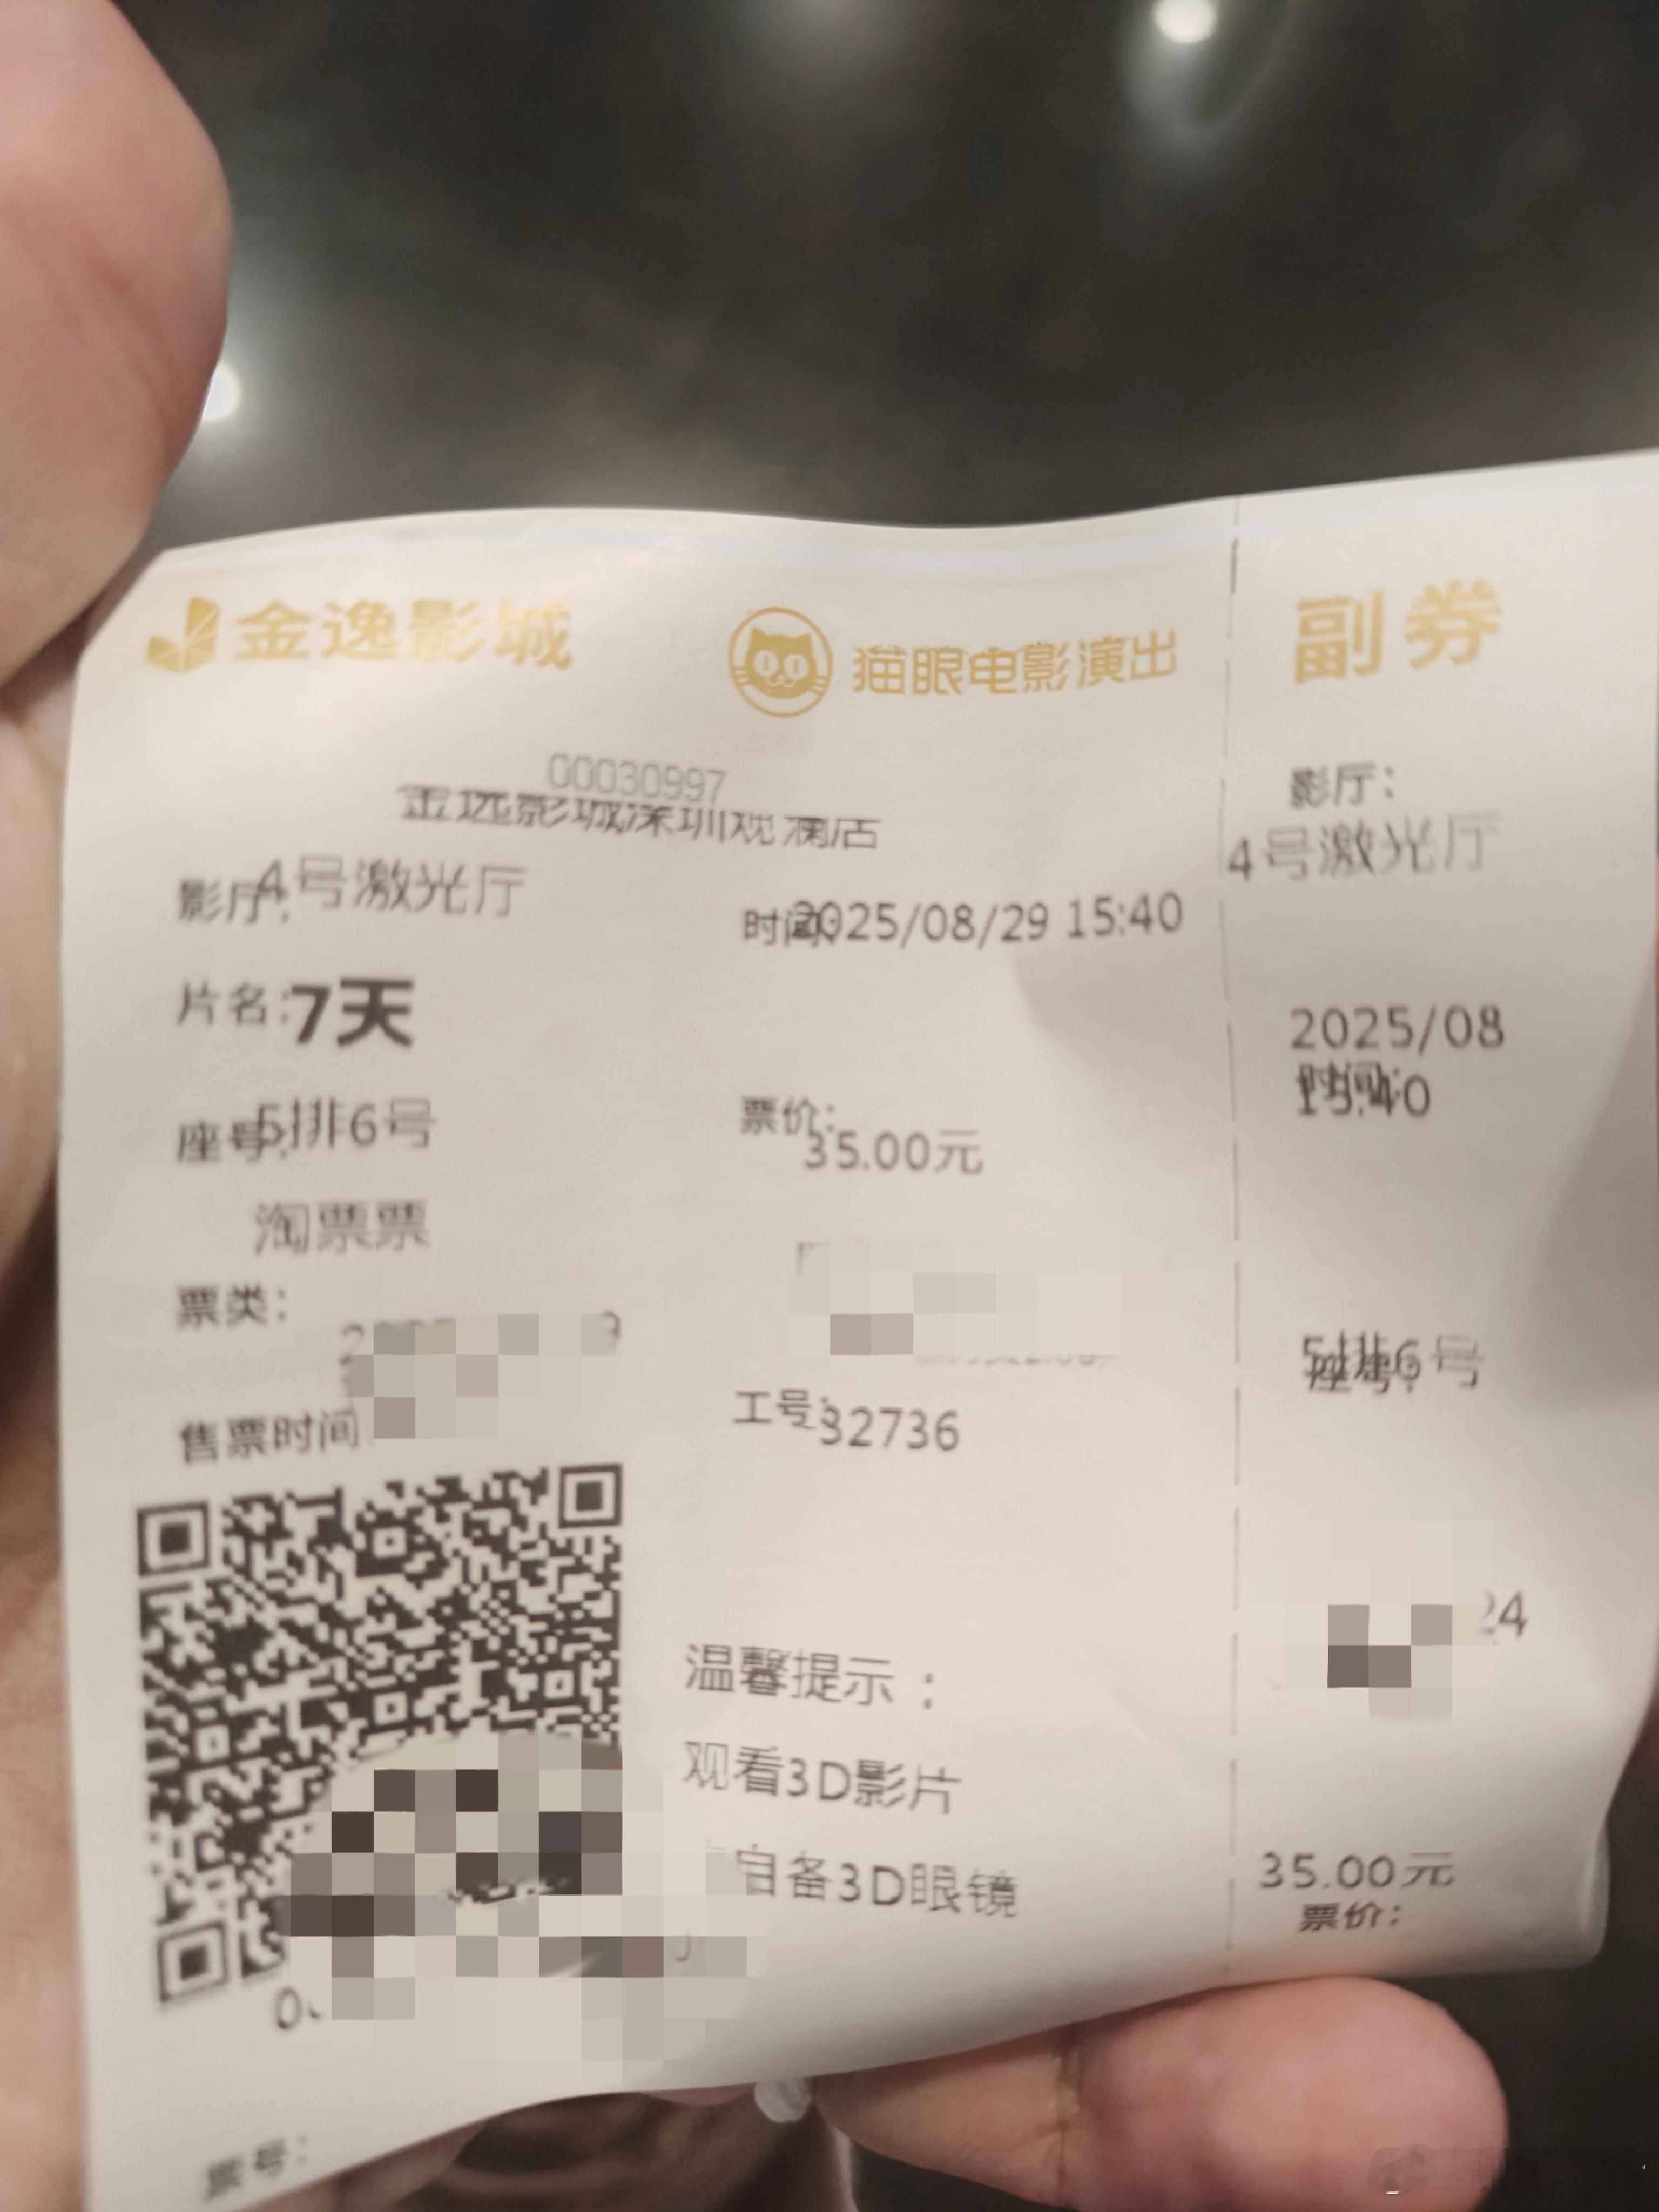 金逸影城 猫眼电影演出 副券
00030997
金逸影城深圳观澜店
影厅：4号激光厅 时间：2025/08/29 15:40
片名：7天
座号：5排6号 票价：35.00元
淘票票
票类：
售票时间 工号：32736
温馨提示：
观看3D影片
自备3D眼镜
票号：
影厅：
4号激光厅
2025/08
时间：
15:40
5排6号
座号：
24
35.00元
票价：